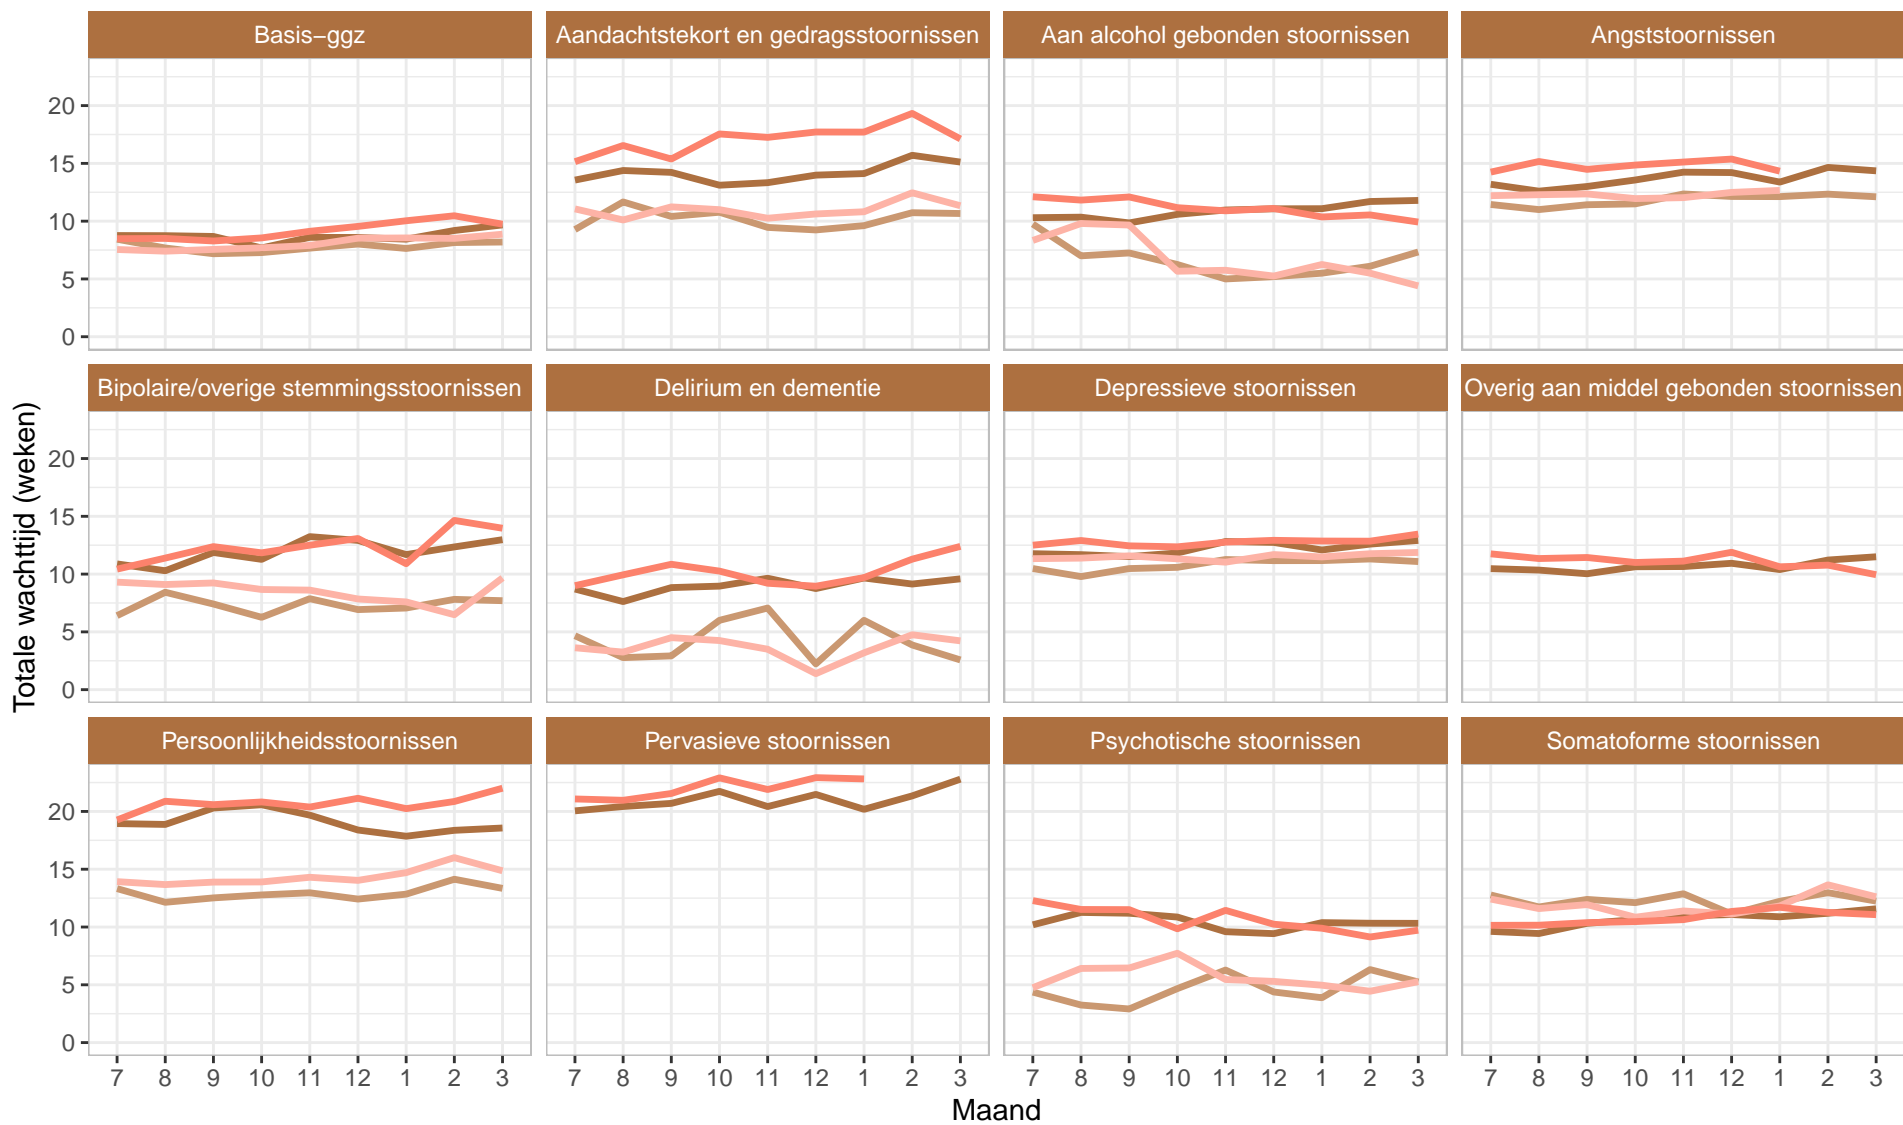 Basis-ggz
Aandachtstekort en gedragsstoornissen
Aan alcohol gebonden stoornissen
Angststoornissen
20
15
10
5
0
Bipolaire/overige stemmingsstoornissen
Delirium en dementie
Depressieve stoornissen
Overig aan middel gebonden stoornissen
20
15
10
5
0
Totale wachttijd (weken)
Persoonlijkheidsstoornissen
Pervasieve stoornissen
Psychotische stoornissen
Somatoforme stoornissen
20
15
10
5
0
7 8 9 10 11 12 1 2 3
7 8 9 10 11 12 1 2 3
7 8 9 10 11 12 1 2 3
7 8 9 10 11 12 1 2 3
Maand